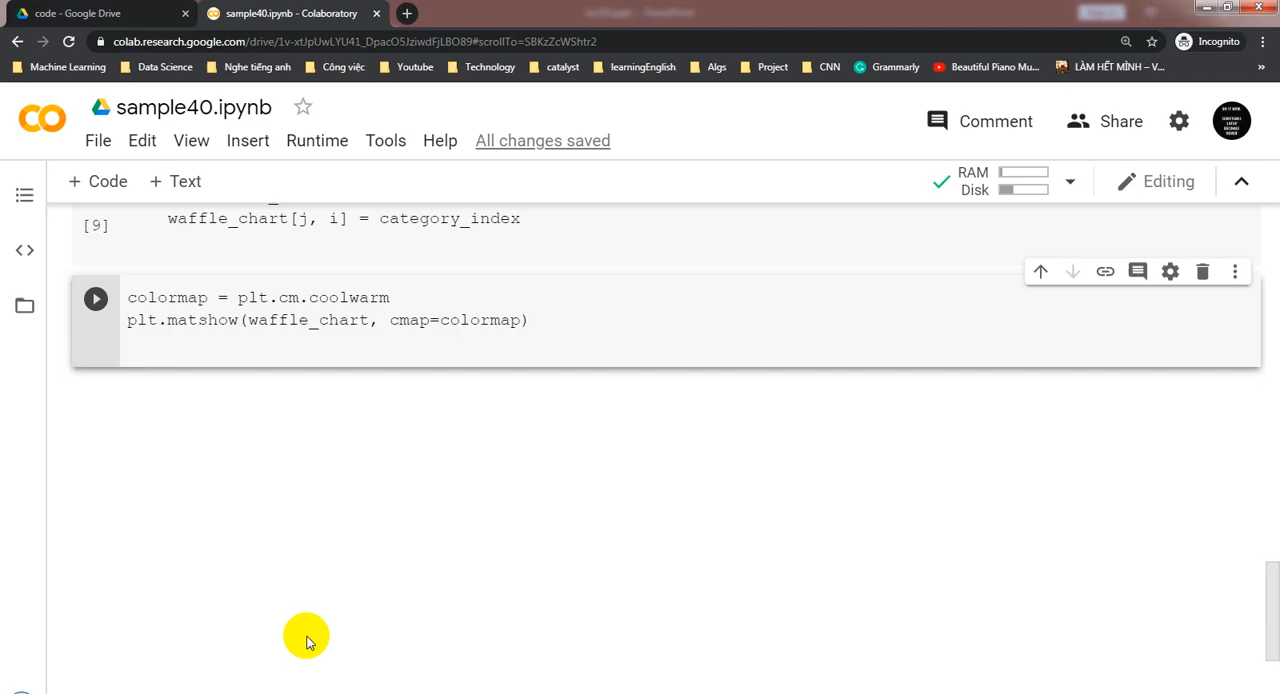 code - Google Drive
sample40.ipynb - Colaboratory
colab.research.google.com/drive/1v-xtJpUwLYU41_DpacO5JziwdFjLBO89#scrollTo=SBKzZcWShtr2
Incognito
Machine Learning
Data Science
Nghe tiếng anh
Công việc
Youtube
Technology
catalyst
learningEnglish
Algs
Project
CNN
Grammarly
Beautiful Piano Mu...
LÀM HẾT MÌNH – V...
sample40.ipynb
Comment
Share
File Edit View Insert Runtime Tools Help All changes saved
+ Code + Text
RAM
Disk
Editing
waffle_chart[j, i] = category_index
[9]
colormap = plt.cm.coolwarm
plt.matshow(waffle_chart, cmap=colormap)